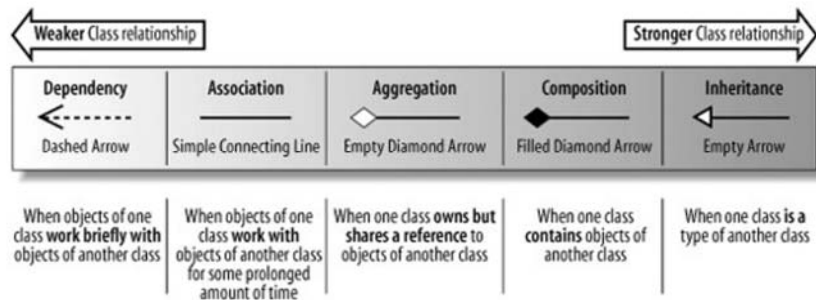 Weaker Class relationship
Stronger Class relationship
Dependency
Association
Aggregation
Composition
Inheritance
Dashed Arrow
Simple Connecting Line
Empty Diamond Arrow
Filled Diamond Arrow
Empty Arrow
When objects of one
class work briefly with
objects of another class
When objects of one
class work with
objects of another class
for some prolonged
amount of time
When one class owns but
shares a reference to
objects of another class
When one class
contains objects of
another class
When one class is a
type of another class